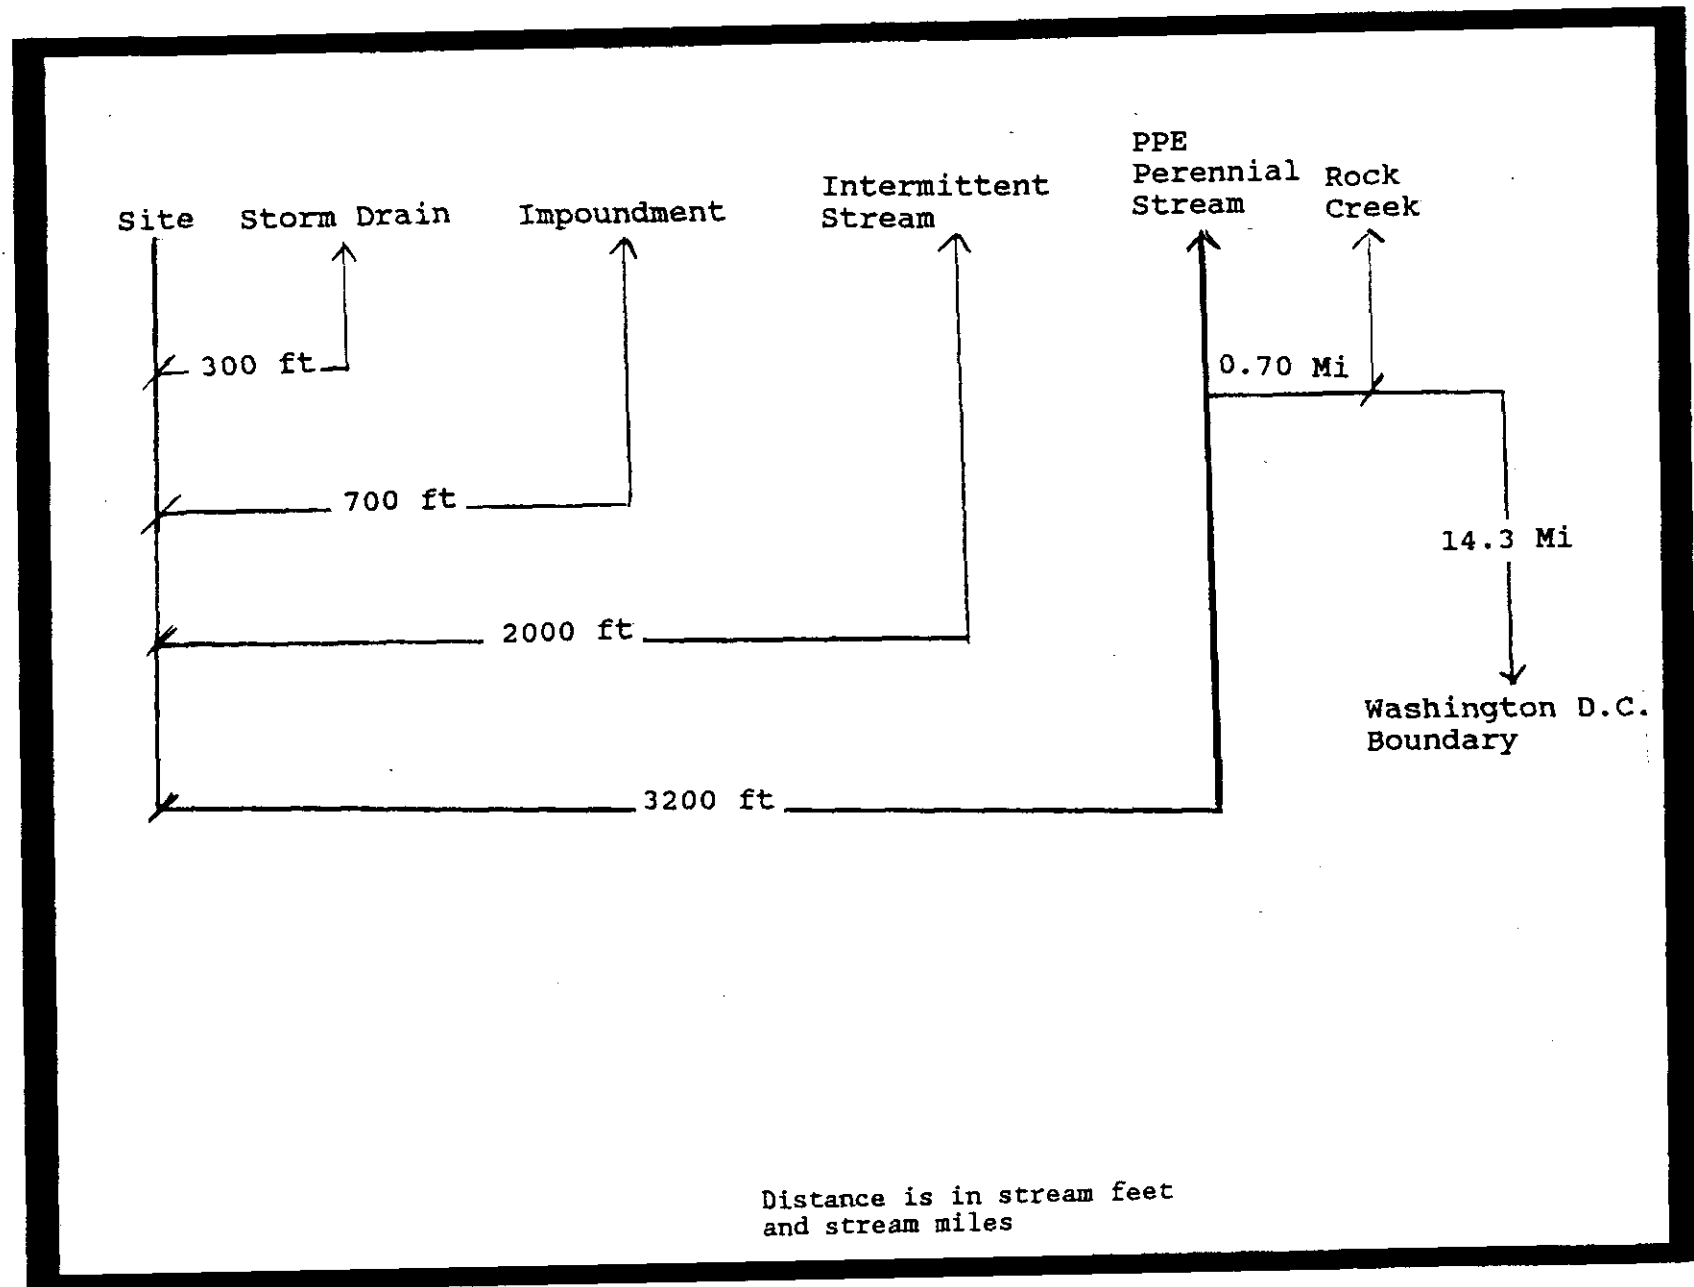 PPE
Perennial
Stream
Rock
Creek
Intermittent
Stream
Site
Storm Drain
Impoundment
300 ft
0.70 Mi
700 ft
14.3 Mi
2000 ft
Washington D.C.
Boundary
3200 ft
Distance is in stream feet
and stream miles